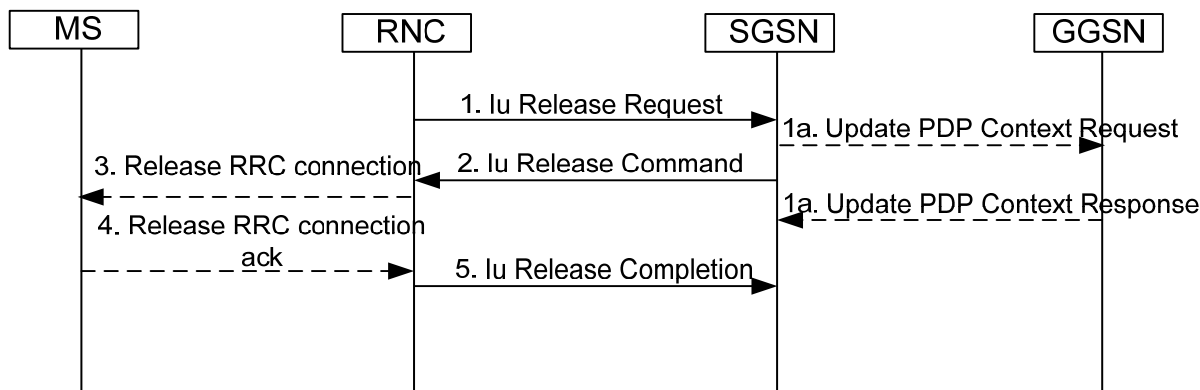 MS
RNC
SGSN
GGSN
1. Iu Release Request
1a. Update PDP Context Request
3. Release RRC connection
2. Iu Release Command
1a. Update PDP Context Response
4. Release RRC connection
ack
5. Iu Release Completion